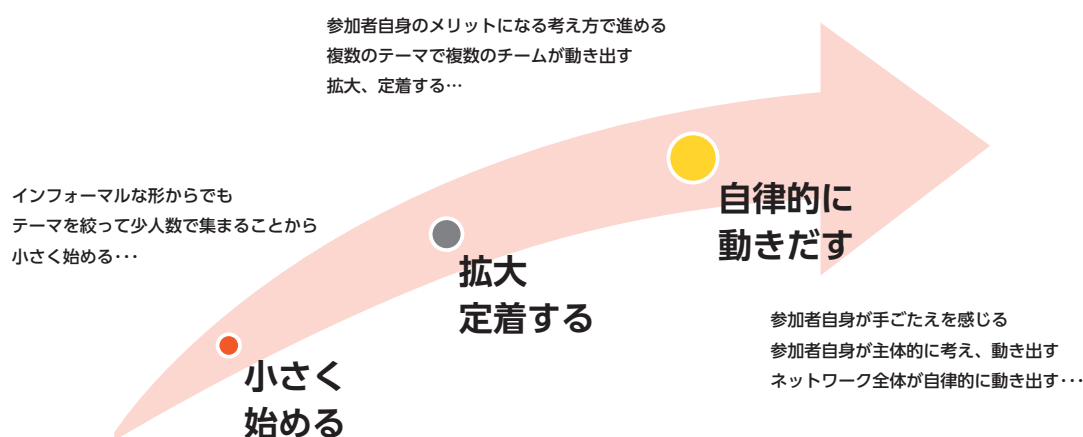 参加者自身のメリットになる考え方で進める
複数のテーマで複数のチームが動き出す
拡大、定着する…
インフォーマルな形からでも
テーマを絞って少人数で集まることから
小さく始める･･･
自律的に
動きだす
拡大
定着する
小さく
始める
参加者自身が手ごたえを感じる
参加者自身が主体的に考え、動き出す
ネットワーク全体が自律的に動き出す･･･